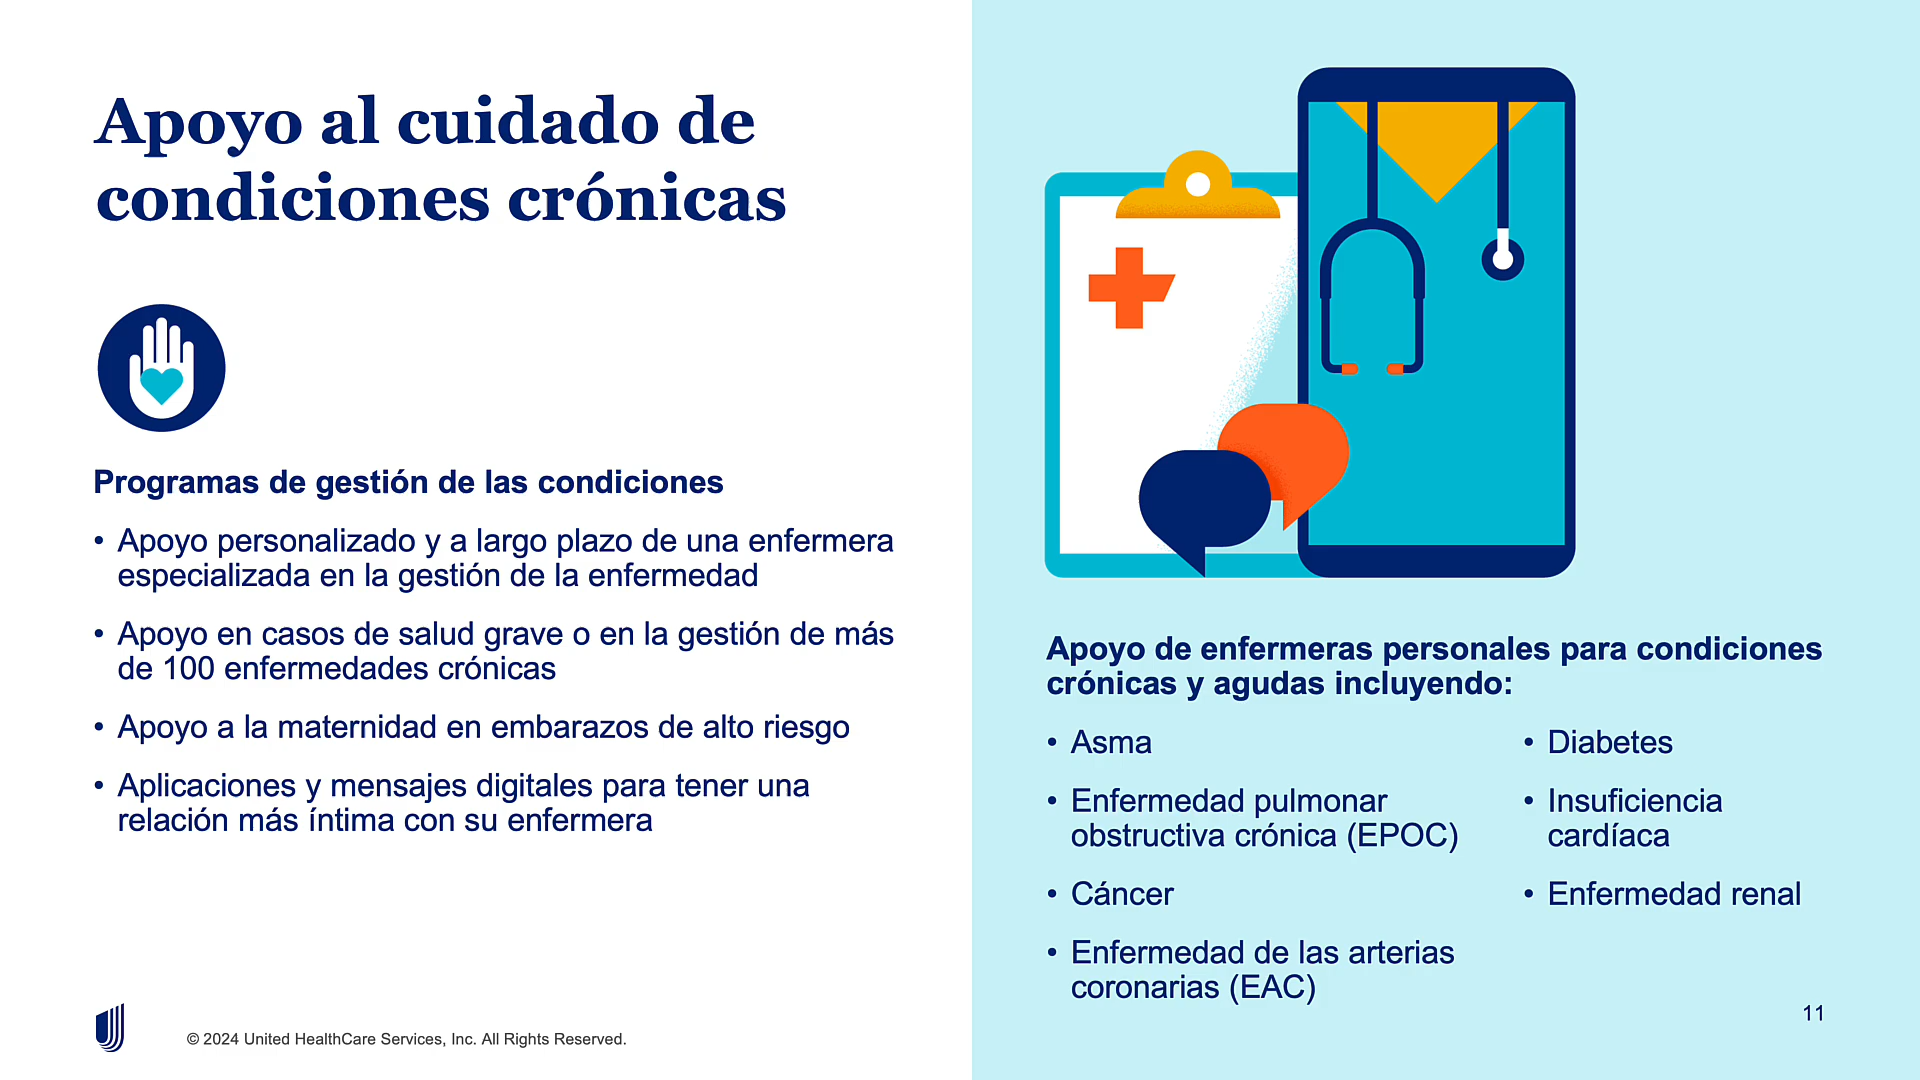 Apoyo al cuidado de
condiciones crónicas
Programas de gestión de las condiciones
• Apoyo personalizado y a largo plazo de una enfermera
especializada en la gestión de la enfermedad
• Apoyo en casos de salud grave o en la gestión de más
de 100 enfermedades crónicas
• Apoyo a la maternidad en embarazos de alto riesgo
• Aplicaciones y mensajes digitales para tener una
relación más íntima con su enfermera
Apoyo de enfermeras personales para condiciones
crónicas y agudas incluyendo:
• Asma
• Enfermedad pulmonar
obstructiva crónica (EPOC)
• Cáncer
• Enfermedad de las arterias
coronarias (EAC)
• Diabetes
• Insuficiencia
cardíaca
• Enfermedad renal
© 2024 United HealthCare Services, Inc. All Rights Reserved.
11